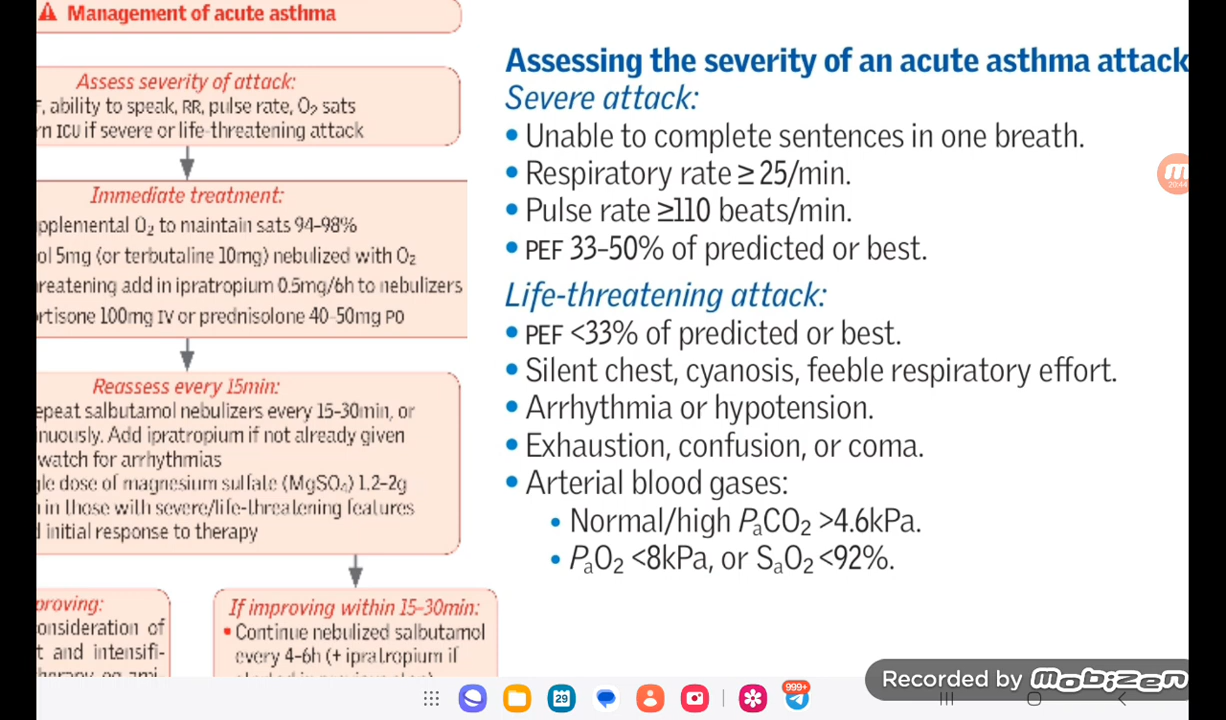 Management of acute asthma
Assess severity of attack:
, ability to speak, RR, pulse rate, O₂ sats
ICU if severe or life-threatening attack
Immediate treatment:
O₂ to maintain sats 94–98%
5mg (or terbutaline 10mg) nebulized with O₂
add in ipratropium 0.5mg/6h to nebulizers
100mg IV or prednisolone 40–50mg PO
Reassess every 15min:
salbutamol nebulizers every 15–30min, or
Add ipratropium if not already given
watch for arrhythmias
dose of magnesium sulfate (MgSO₄) 1.2–2g
in those with severe/life-threatening features
initial response to therapy
of
and intensifi-
If improving within 15–30min:
• Continue nebulized salbutamol
every 4–6h (+ ipratropium if
Assessing the severity of an acute asthma attack
Severe attack:
• Unable to complete sentences in one breath.
• Respiratory rate ≥ 25/min.
• Pulse rate ≥110 beats/min.
• PEF 33–50% of predicted or best.
Life-threatening attack:
• PEF <33% of predicted or best.
• Silent chest, cyanosis, feeble respiratory effort.
• Arrhythmia or hypotension.
• Exhaustion, confusion, or coma.
• Arterial blood gases:
• Normal/high PaCO₂ >4.6kPa.
• PaO₂ <8kPa, or SaO₂ <92%.
20:44
Recorded by mobizen
29
999+